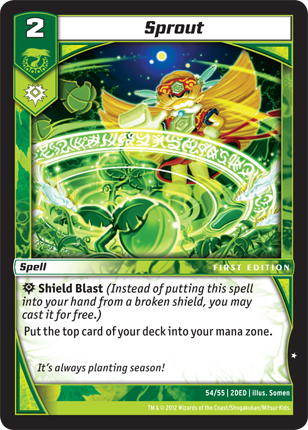 2
Sprout
Spell
FIRST EDITION
Shield Blast (Instead of putting this spell
into your hand from a broken shield, you may
cast it for free.)
Put the top card of your deck into your mana zone.
It's always planting season!
54/55 | 2DED | illus. Somen
TM & © 2012 Wizards of the Coast/Shogakukan/Mitsui-Kids.